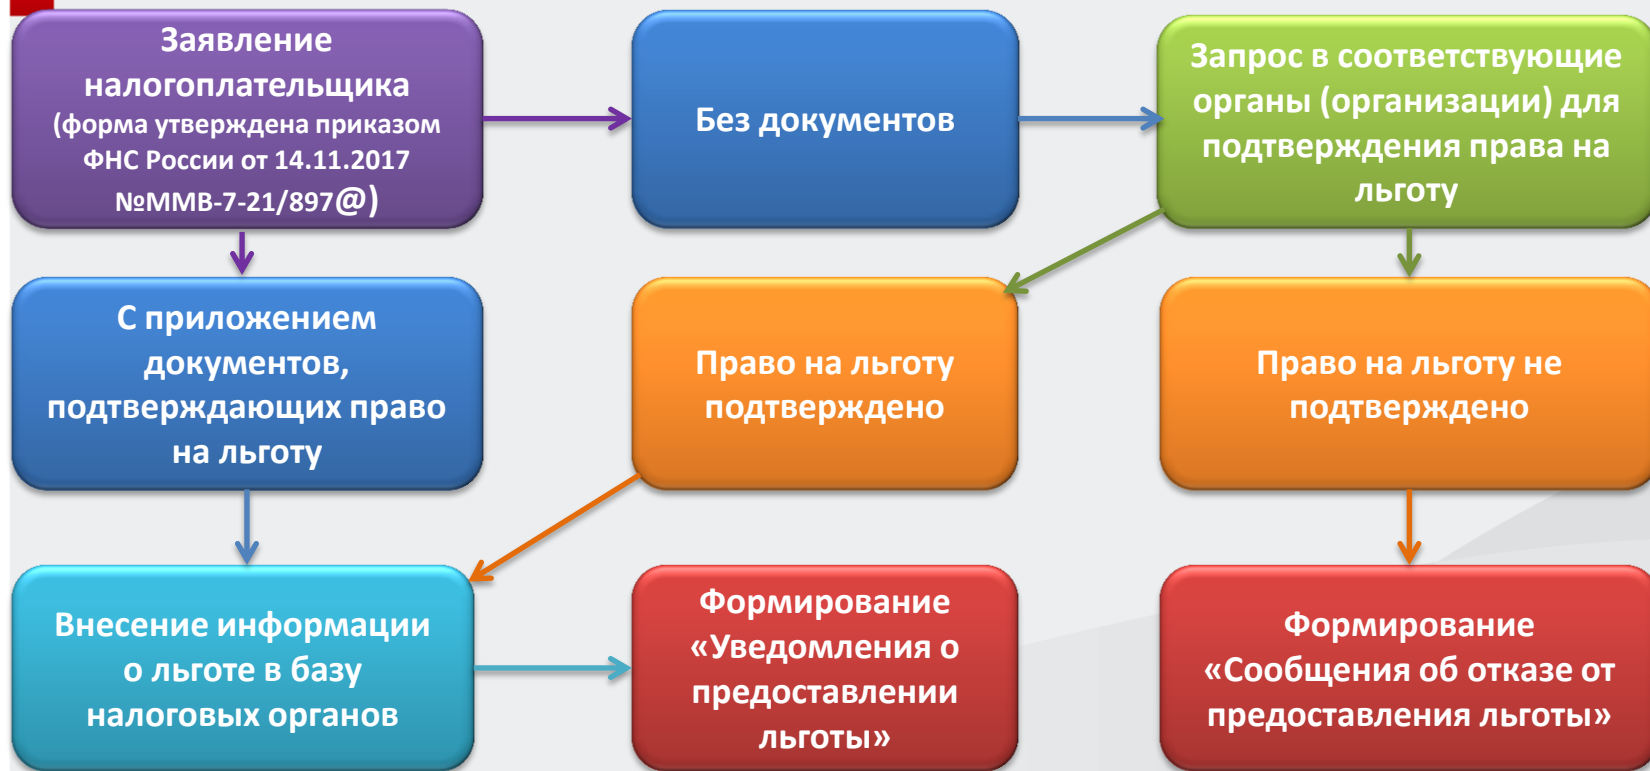 Заявление
налогоплательщика
(форма утверждена приказом
ФНС России от 14.11.2017
№ММВ-7-21/897@)
Без документов
Запрос в соответствующие
органы (организации) для
подтверждения права на
льготу
С приложением
документов,
подтверждающих право
на льготу
Право на льготу
подтверждено
Право на льготу не
подтверждено
Внесение информации
о льготе в базу
налоговых органов
Формирование
«Уведомления о
предоставлении
льготы»
Формирование
«Сообщения об отказе от
предоставления льготы»